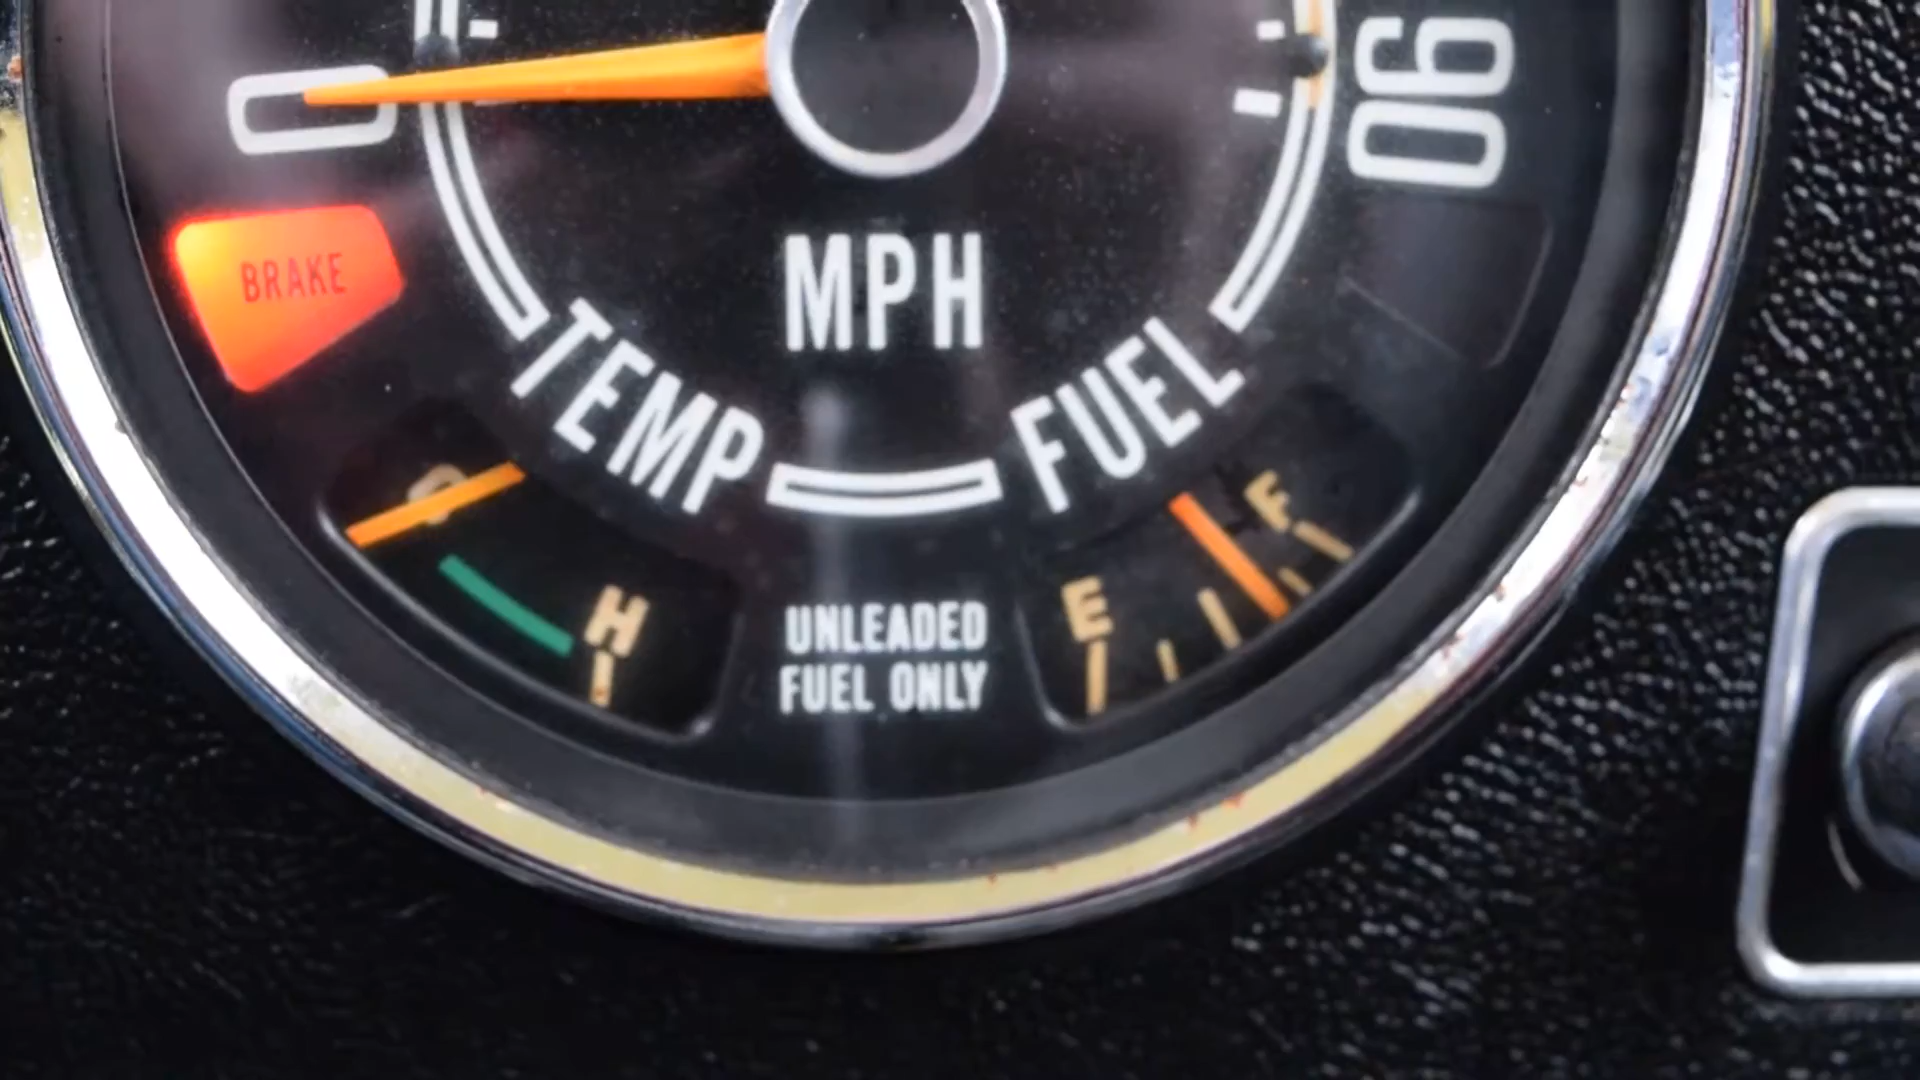 0
90
BRAKE
MPH
TEMP
FUEL
H
E
F
UNLEADED
FUEL ONLY